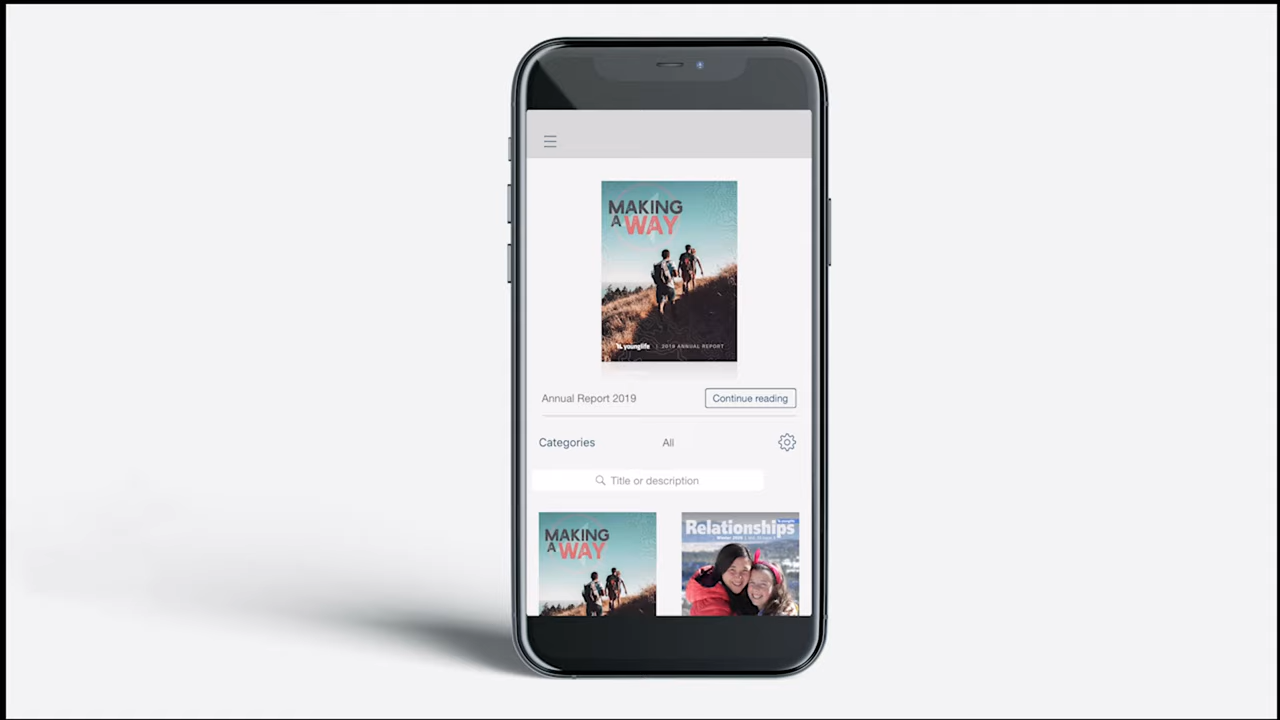 MAKING
A WAY
younglife | 2019 ANNUAL REPORT
Annual Report 2019
Continue reading
Categories
All
Title or description
MAKING
A WAY
Relationships